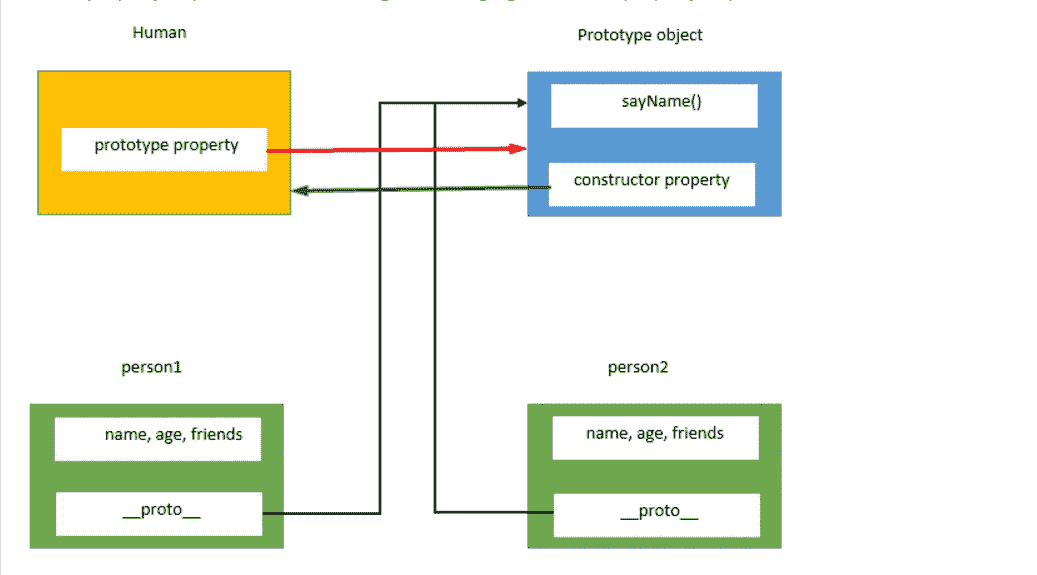 Human
Prototype object
sayName()
prototype property
constructor property
person1
person2
name, age, friends
name, age, friends
__proto__
__proto__